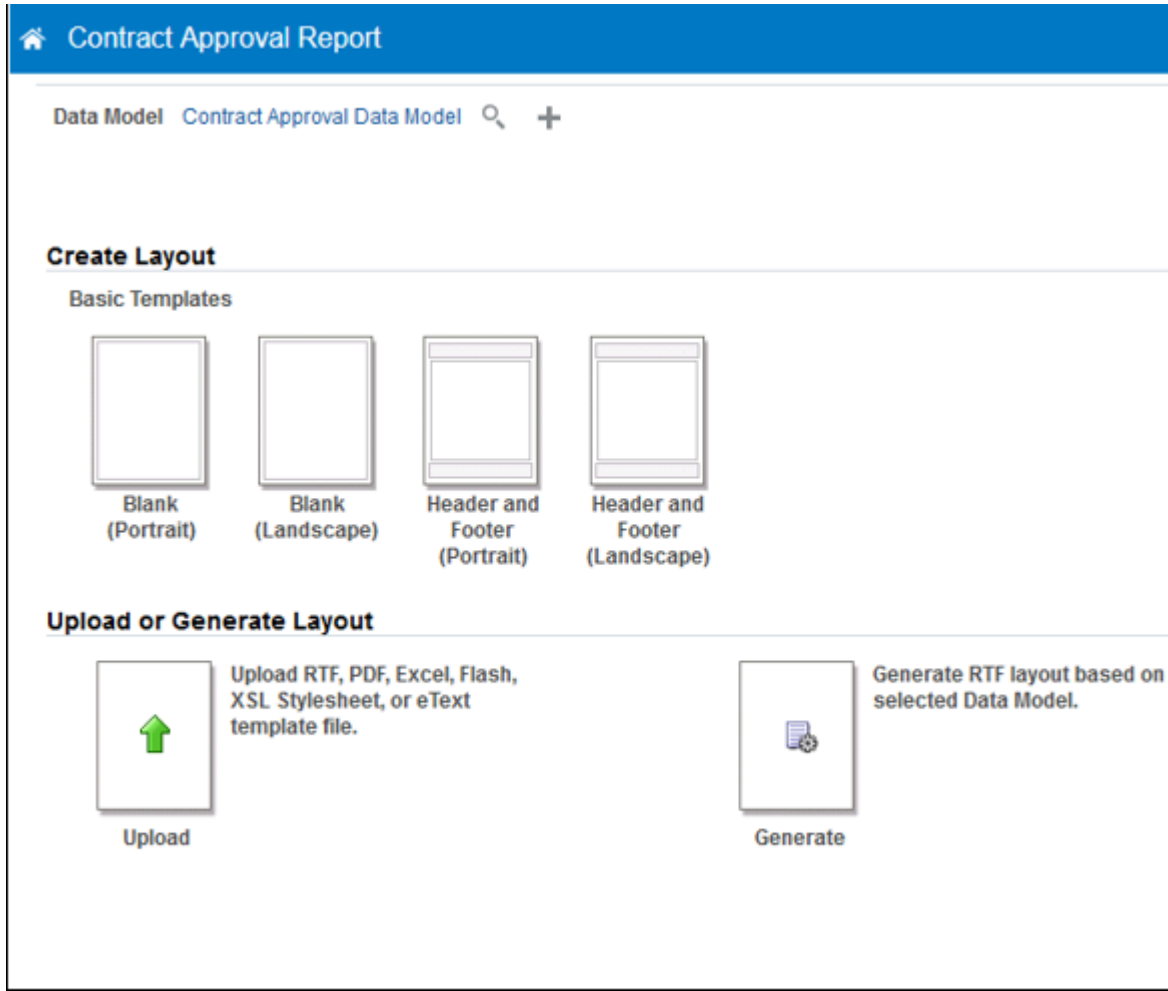 Contract Approval Report
Data Model Contract Approval Data Model
Create Layout
Basic Templates
Blank
(Portrait)
Blank
(Landscape)
Header and
Footer
(Portrait)
Header and
Footer
(Landscape)
Upload or Generate Layout
Upload RTF, PDF, Excel, Flash,
XSL Stylesheet, or eText
template file.
Upload
Generate RTF layout based on
selected Data Model.
Generate